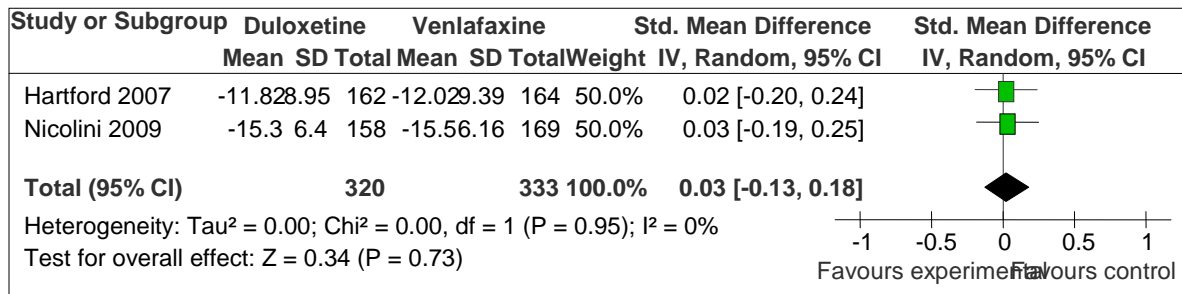 Study or Subgroup Duloxetine Venlafaxine Std. Mean Difference Std. Mean Difference
Mean SD Total Mean SD Total Weight IV, Random, 95% CI IV, Random, 95% CI
Hartford 2007 -11.82 8.95 162 -12.02 9.39 164 50.0% 0.02 [-0.20, 0.24]
Nicolini 2009 -15.3 6.4 158 -15.5 6.16 169 50.0% 0.03 [-0.19, 0.25]
Total (95% CI) 320 333 100.0% 0.03 [-0.13, 0.18]
Heterogeneity: Tau² = 0.00; Chi² = 0.00, df = 1 (P = 0.95); I² = 0%
Test for overall effect: Z = 0.34 (P = 0.73)
-1 -0.5 0 0.5 1
Favours experimental Favours control